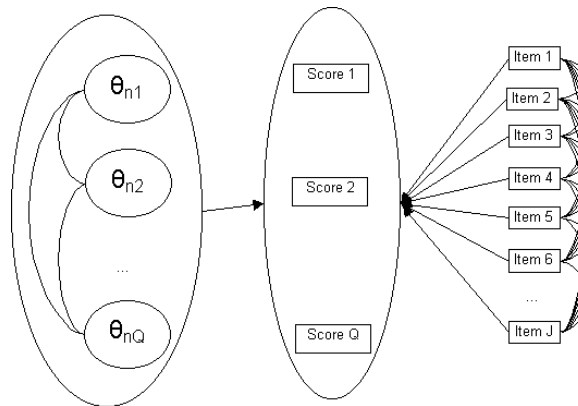 θn1
θn2
...
θnQ
Score 1
Score 2
Score Q
Item 1
Item 2
Item 3
Item 4
Item 5
Item 6
...
Item J